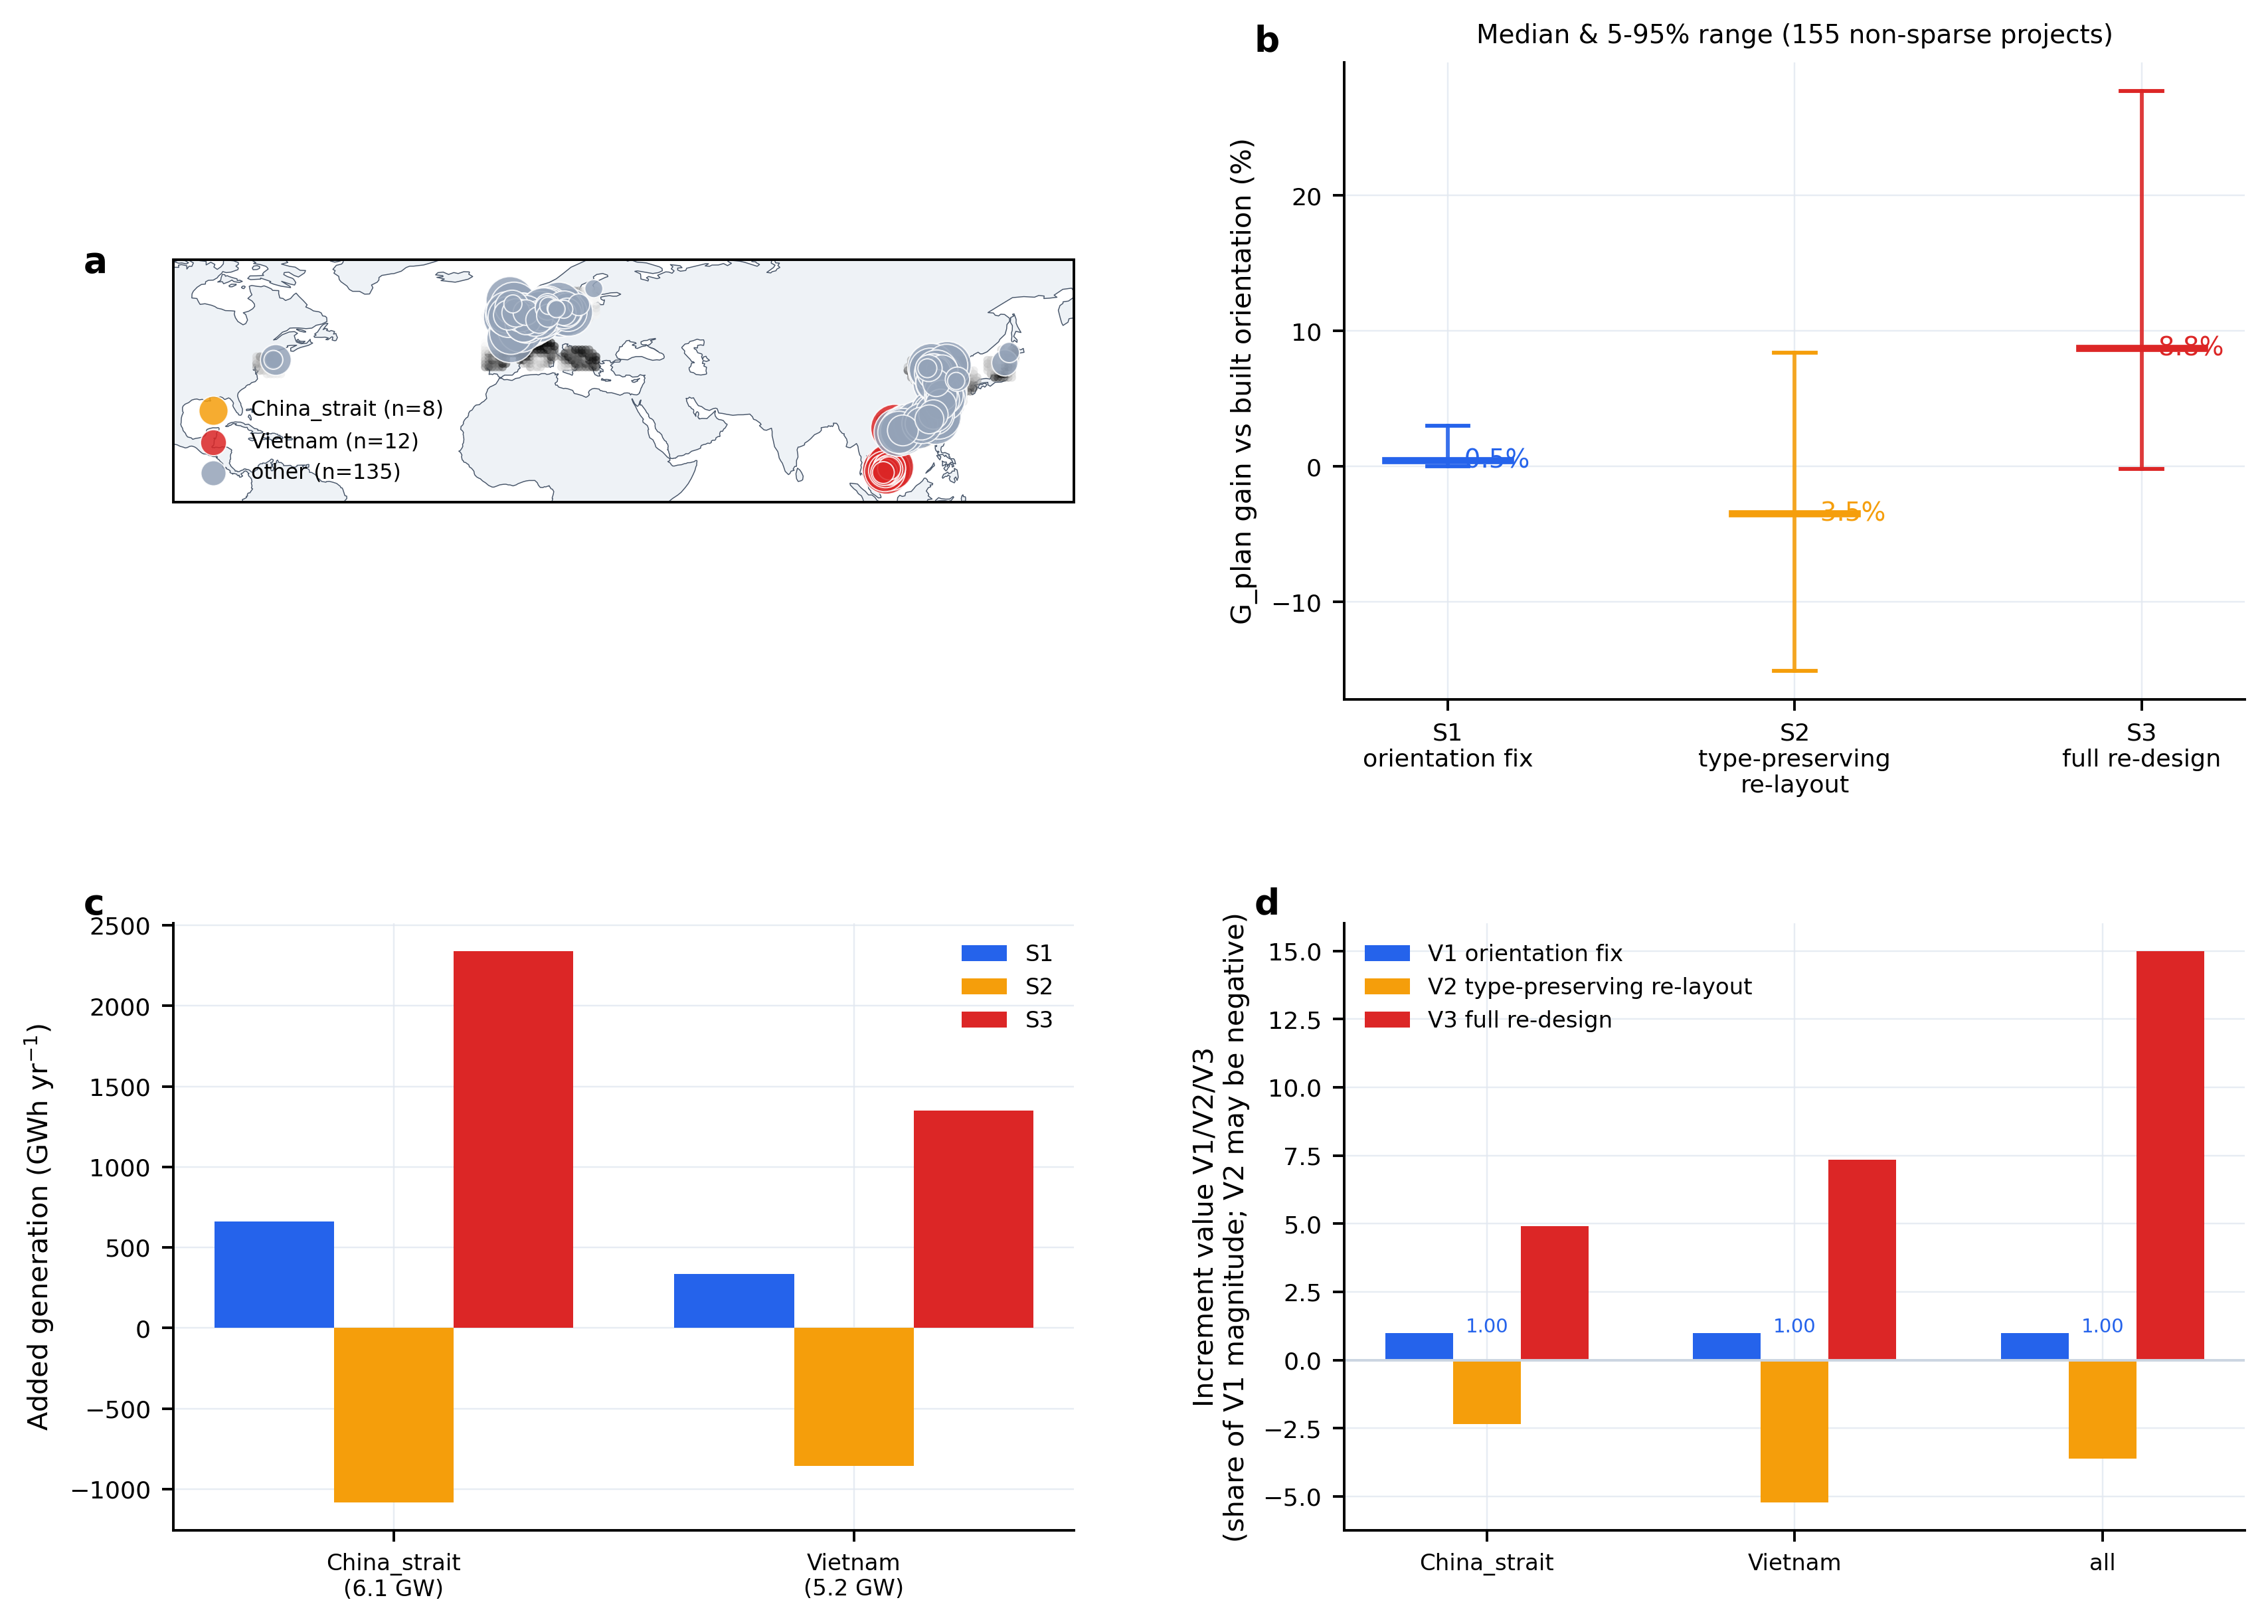 a
China_strait (n=8)
Vietnam (n=12)
other (n=135)
b
Median & 5-95% range (155 non-sparse projects)
G_plan gain vs built orientation (%)
20
10
0
−10
0.5%
-3.5%
8.8%
S1
orientation fix
S2
type-preserving
re-layout
S3
full re-design
c
Added generation (GWh yr⁻¹)
2500
2000
1500
1000
500
0
−500
−1000
S1
S2
S3
China_strait
(6.1 GW)
Vietnam
(5.2 GW)
d
Increment value V1/V2/V3
(share of V1 magnitude; V2 may be negative)
15.0
12.5
10.0
7.5
5.0
2.5
0.0
−2.5
−5.0
V1 orientation fix
V2 type-preserving re-layout
V3 full re-design
1.00
1.00
1.00
China_strait
Vietnam
all